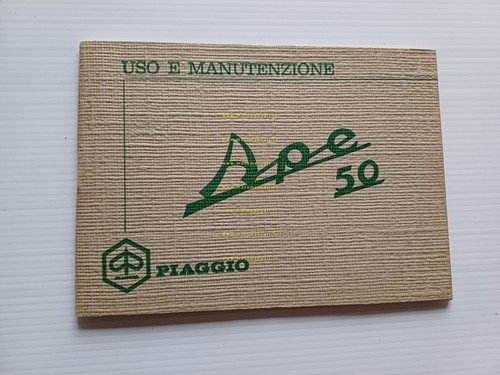 USO E MANUTENZIONE
Ape
50
PIAGGIO